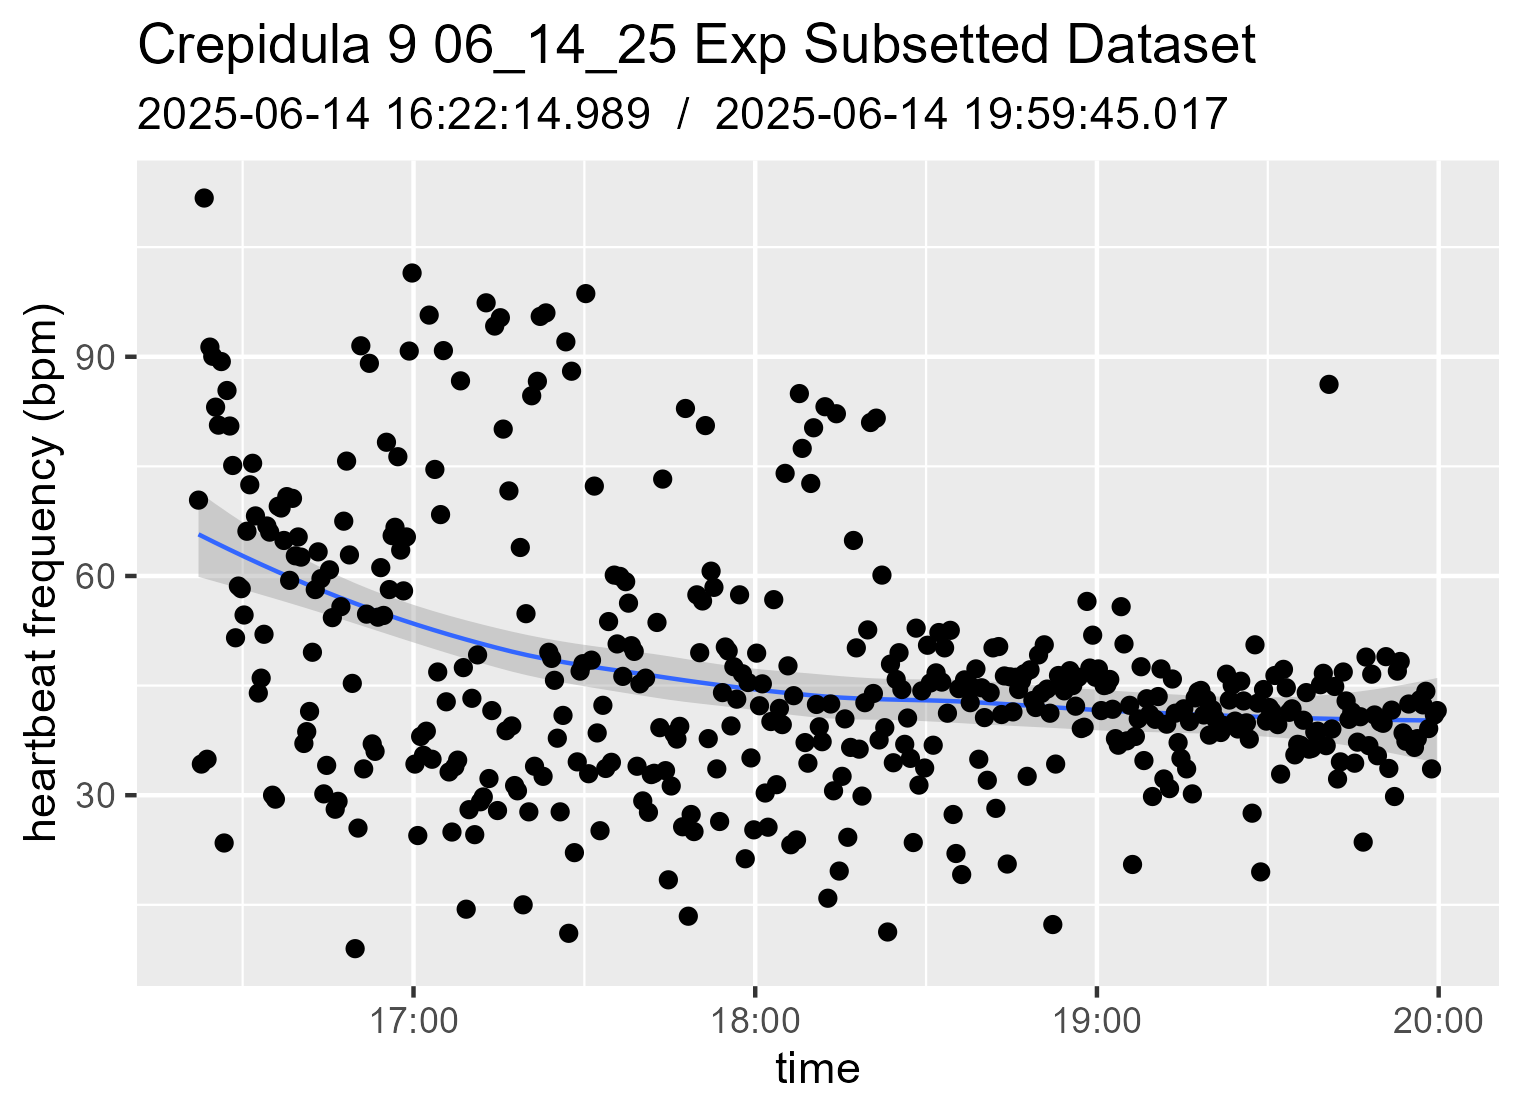 Crepidula 9 06_14_25 Exp Subsetted Dataset
2025-06-14 16:22:14.989 / 2025-06-14 19:59:45.017
heartbeat frequency (bpm)
90
60
30
17:00 18:00 19:00 20:00
time